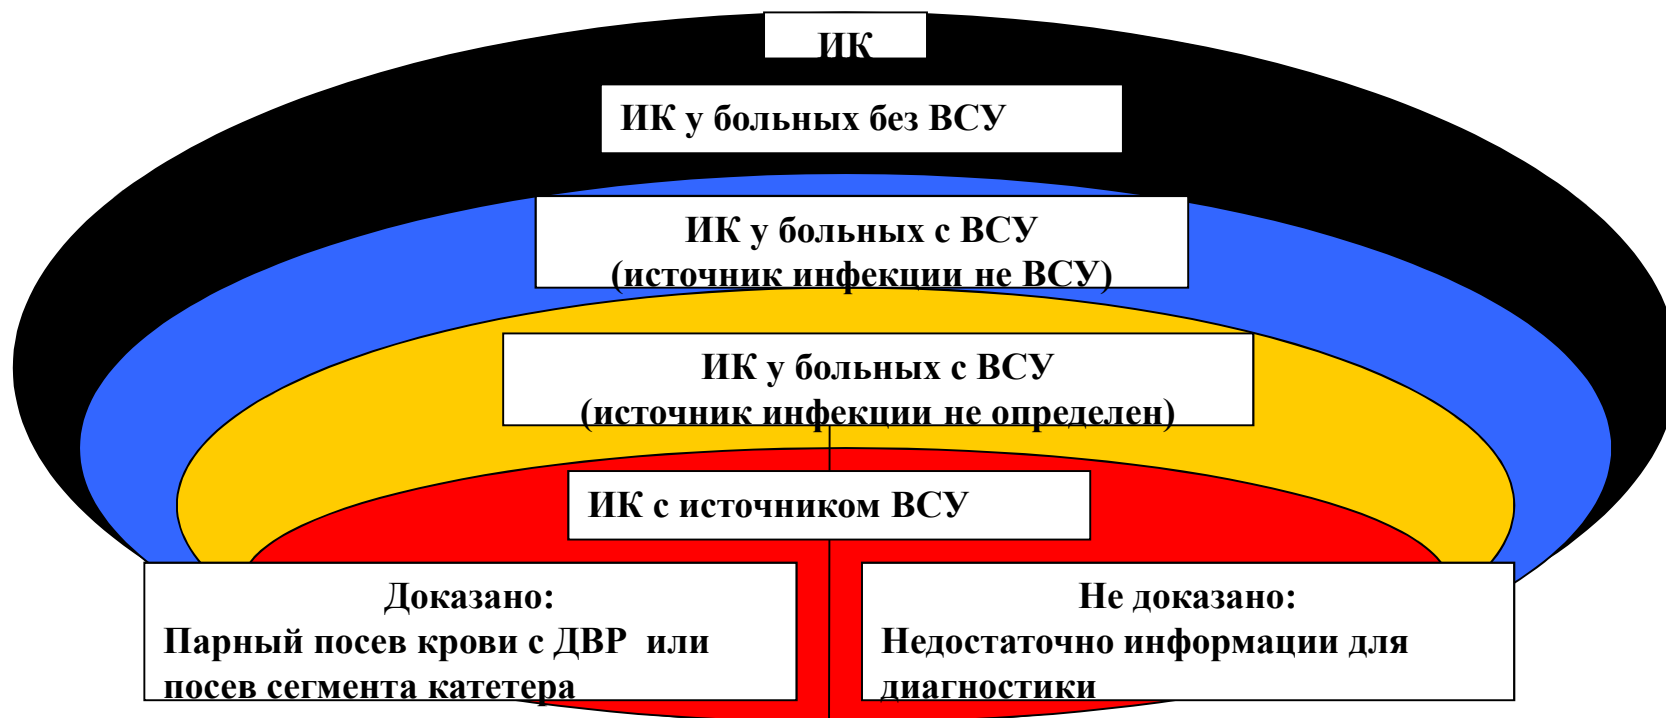 ИК
ИК у больных без ВСУ
ИК у больных с ВСУ
(источник инфекции не ВСУ)
ИК у больных с ВСУ
(источник инфекции не определен)
ИК с источником ВСУ
Доказано:
Парный посев крови с ДВР или
посев сегмента катетера
Не доказано:
Недостаточно информации для
диагностики